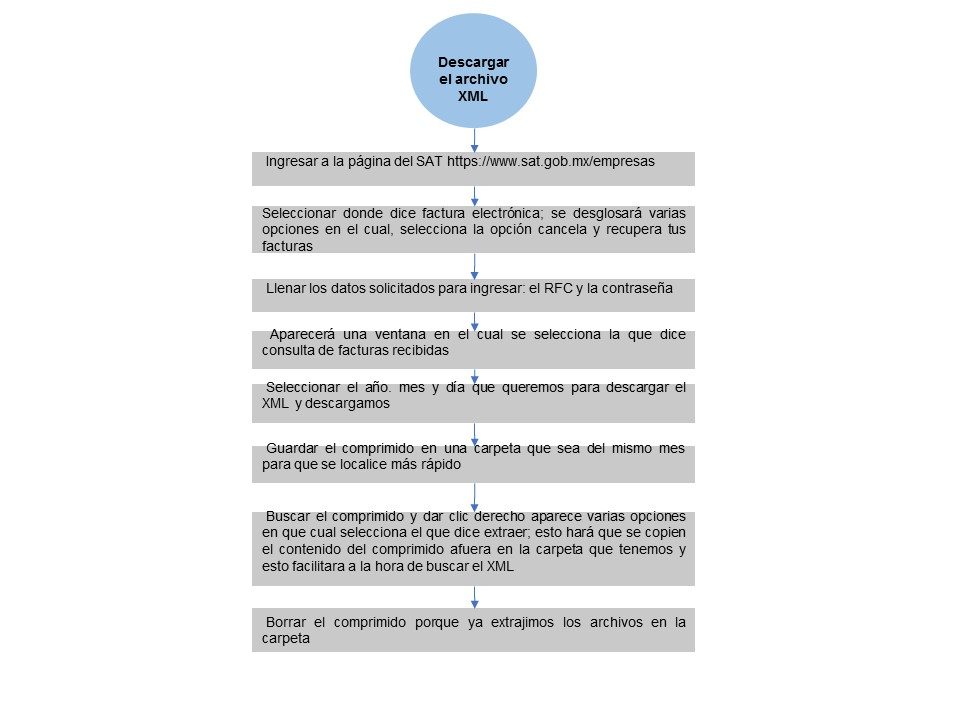 Descargar
el archivo
XML
Ingresar a la página del SAT https://www.sat.gob.mx/empresas
Seleccionar donde dice factura electrónica; se desglosará varias
opciones en el cual, selecciona la opción cancela y recupera tus
facturas
Llenar los datos solicitados para ingresar: el RFC y la contraseña
Aparecerá una ventana en el cual se selecciona la que dice
consulta de facturas recibidas
Seleccionar el año. mes y día que queremos para descargar el
XML y descargamos
Guardar el comprimido en una carpeta que sea del mismo mes
para que se localice más rápido
Buscar el comprimido y dar clic derecho aparece varias opciones
en que cual selecciona el que dice extraer; esto hará que se copien
el contenido del comprimido afuera en la carpeta que tenemos y
esto facilitara a la hora de buscar el XML
Borrar el comprimido porque ya extrajimos los archivos en la
carpeta